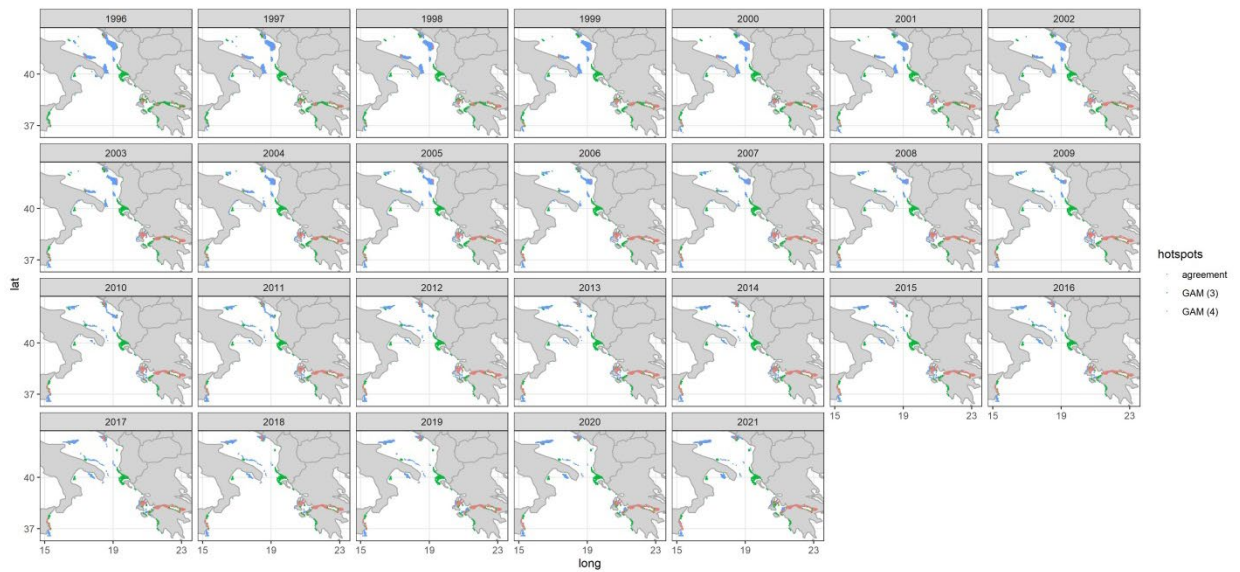 1996 1997 1998 1999 2000 2001 2002
40
37
2003 2004 2005 2006 2007 2008 2009
40
37
lat
2010 2011 2012 2013 2014 2015 2016
40
37
15 19 23 15 19 23
2017 2018 2019 2020 2021
40
37
15 19 23 15 19 23 15 19 23 15 19 23 15 19 23
long
hotspots
agreement
GAM (3)
GAM (4)